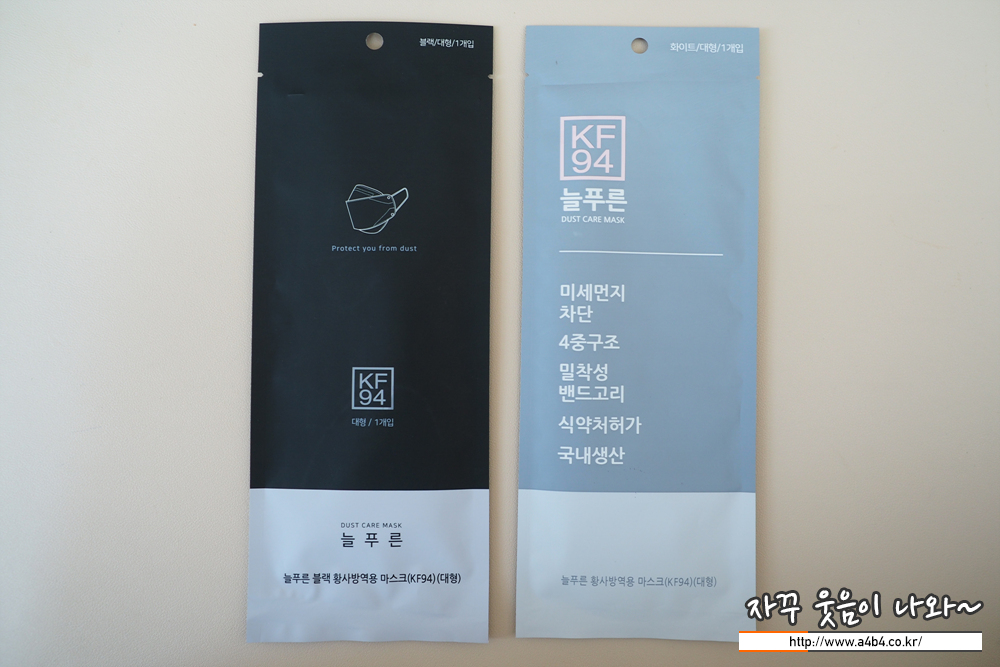 블랙/대형/1개입
Protect you from dust
KF
94
대형 / 1개입
DUST CARE MASK
늘푸른
늘푸른 블랙 황사방역용 마스크(KF94)(대형)
화이트/대형/1개입
KF
94
늘푸른
DUST CARE MASK
미세먼지
차단
4중구조
밀착성
밴드고리
식약처허가
국내생산
늘푸른 황사방역용 마스크(KF94)(대형)
자꾸 웃음이 나와~
http://www.a4b4.co.kr/